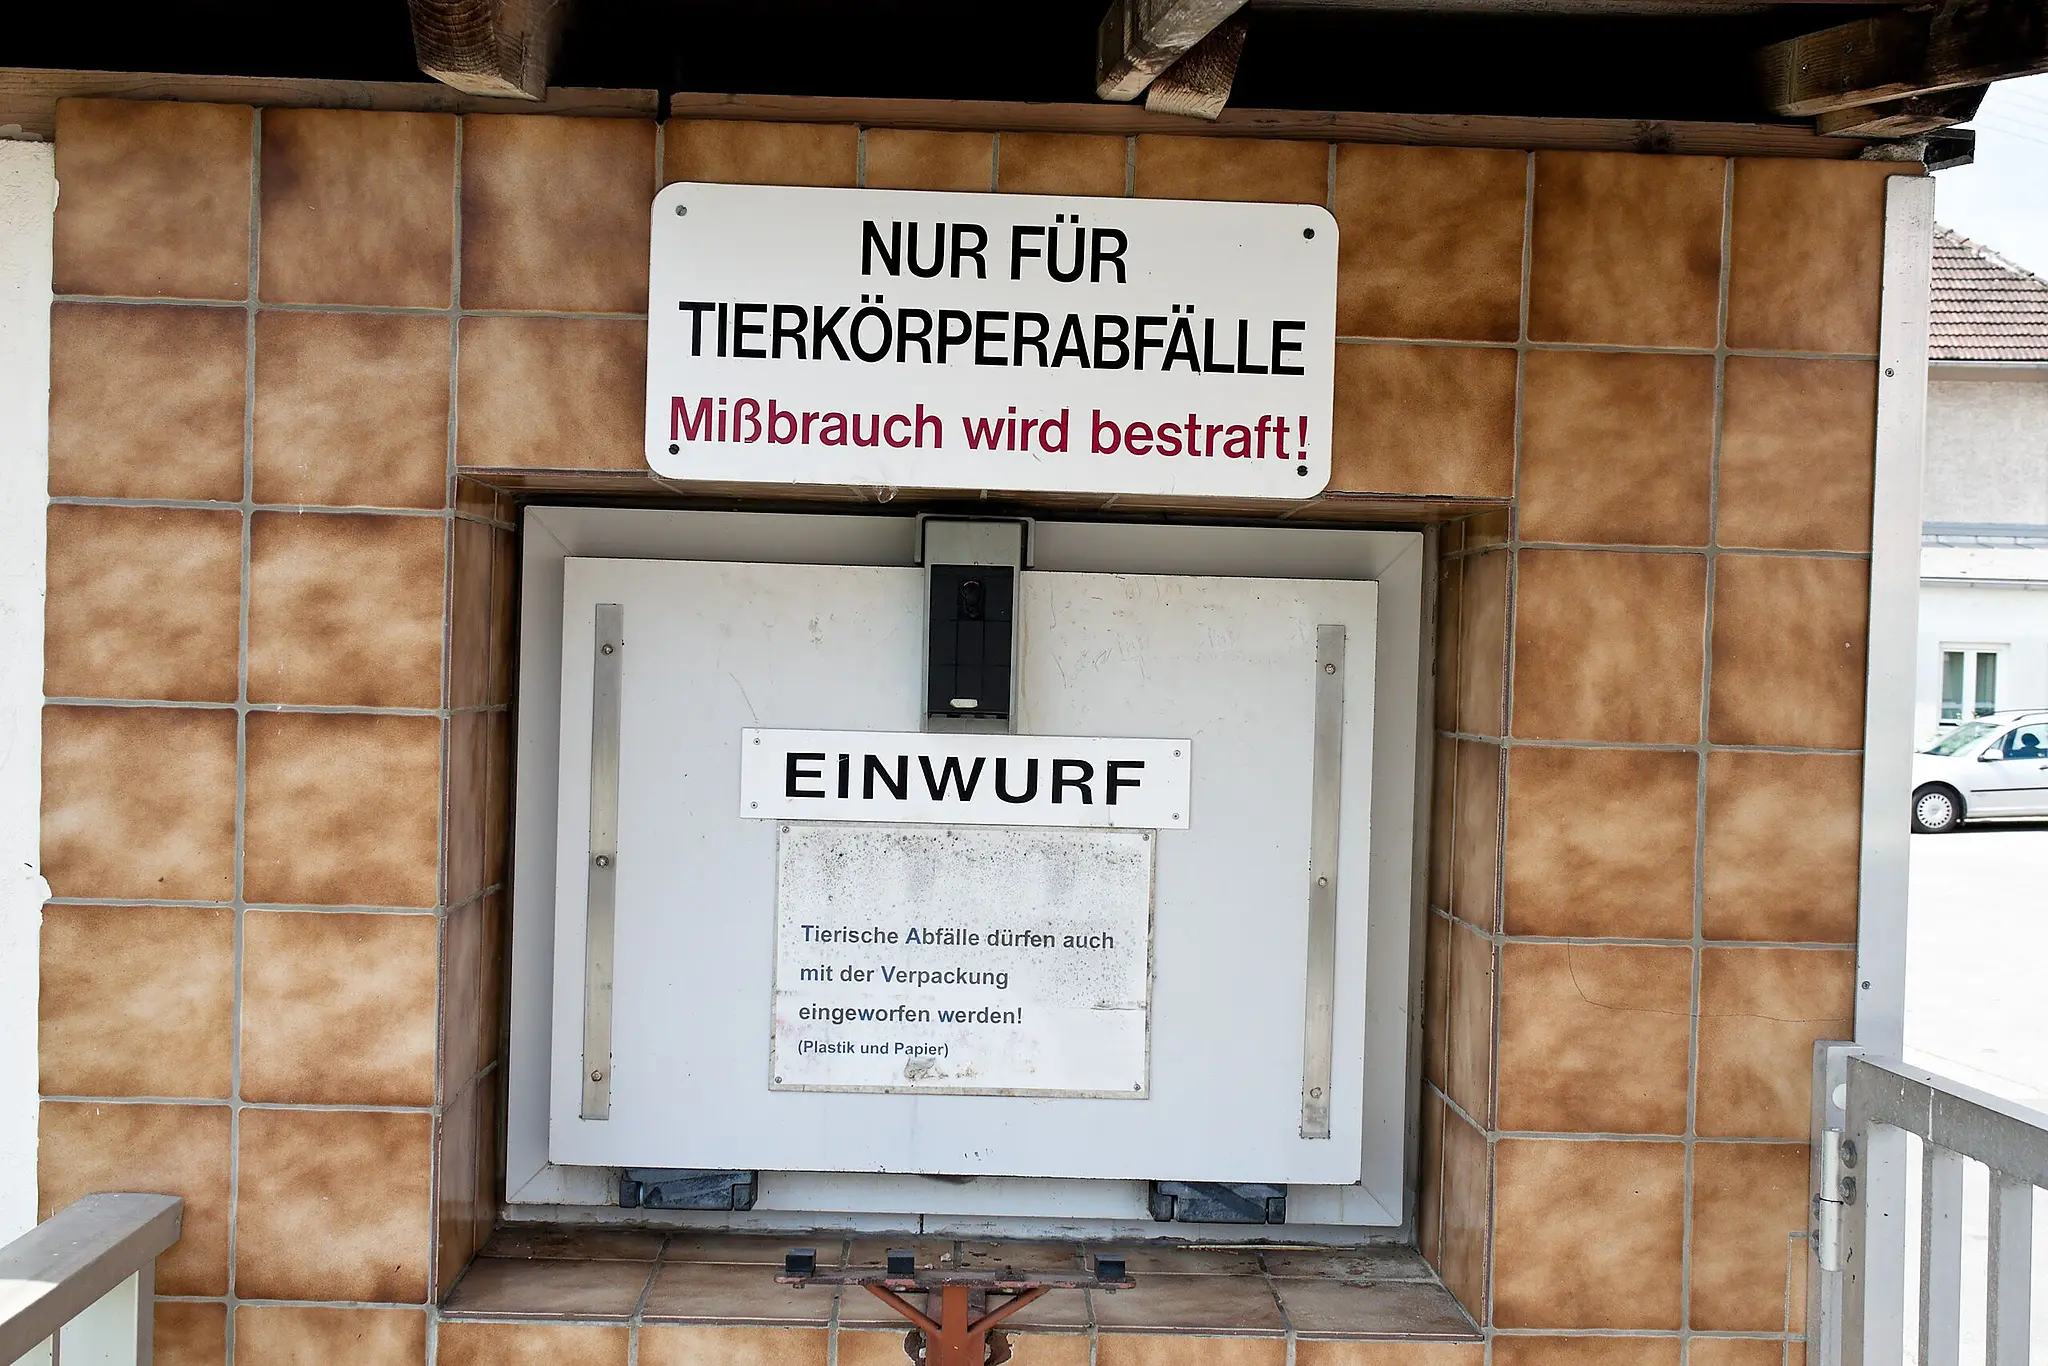 NUR FÜR
TIERKÖRPERABFÄLLE
Mißbrauch wird bestraft!
EINWURF
Tierische Abfälle dürfen auch
mit der Verpackung
eingeworfen werden!
(Plastik und Papier)